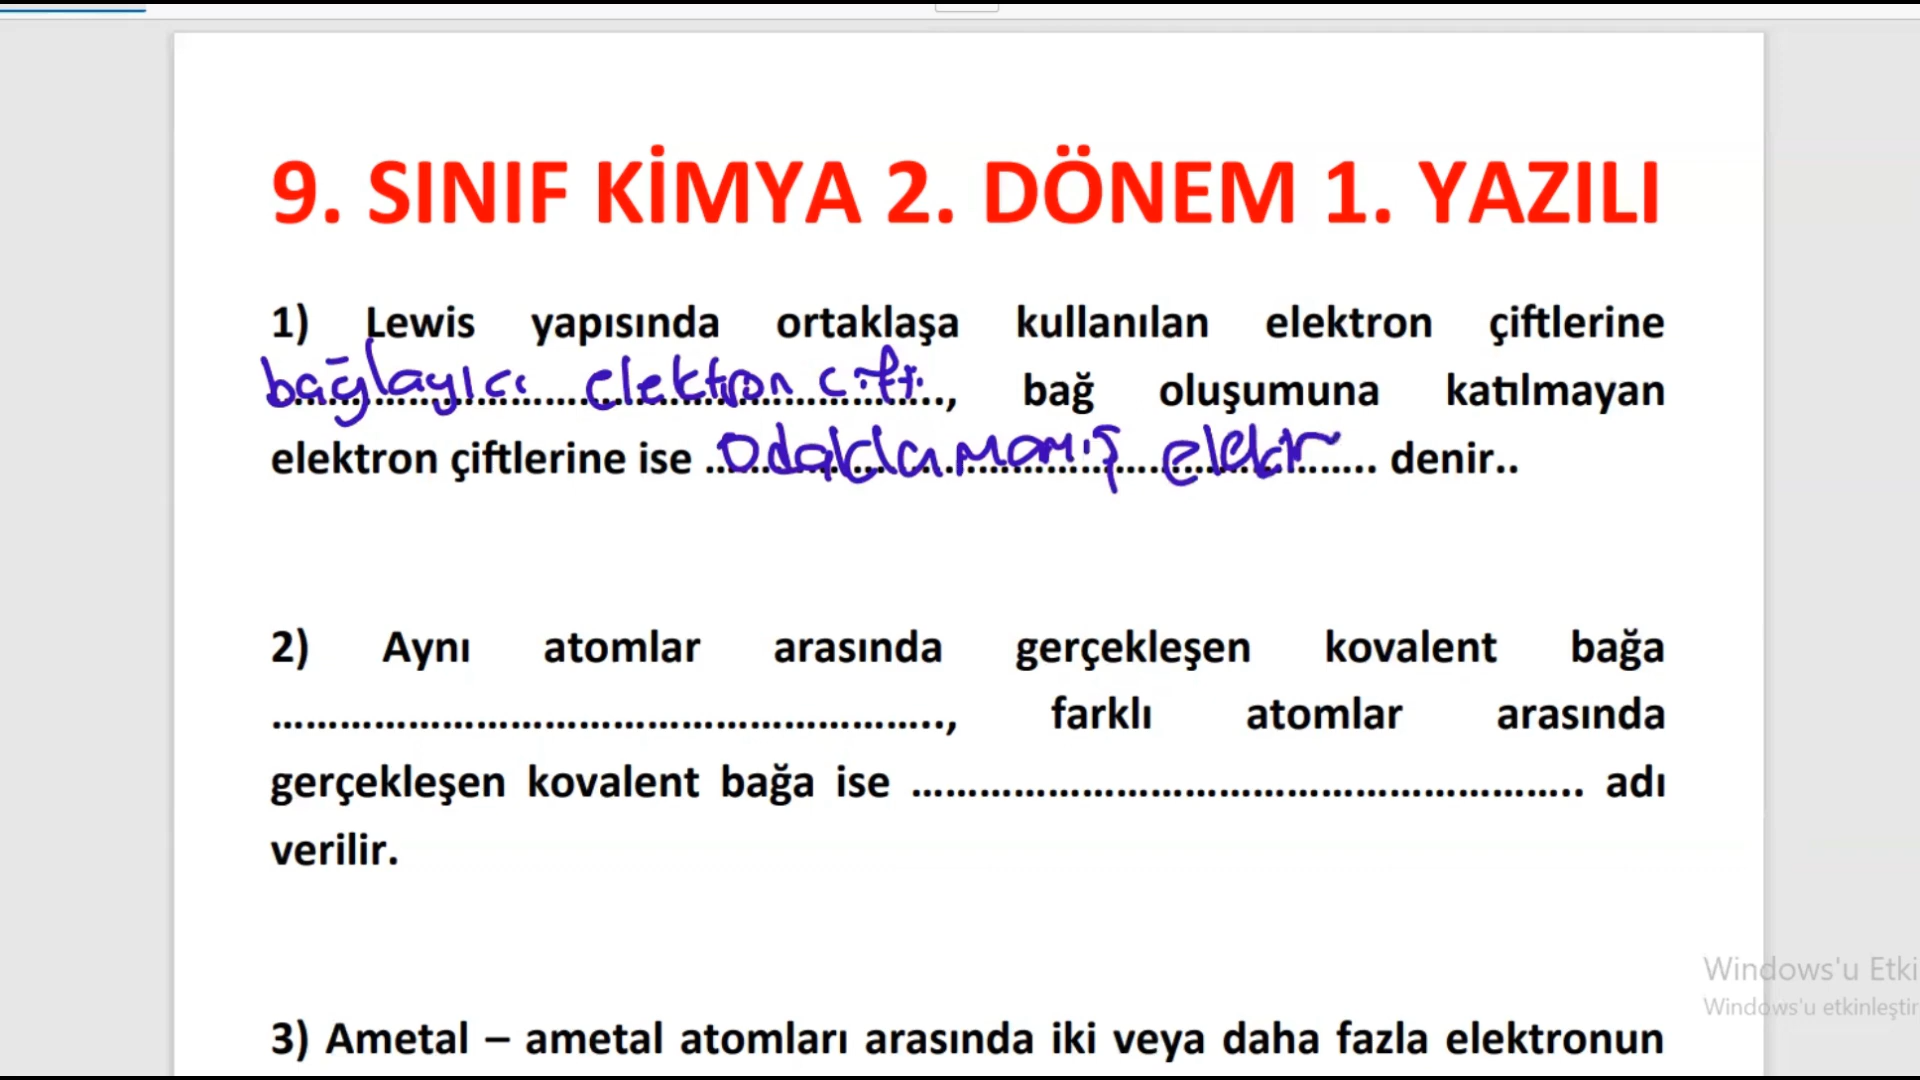 9. SINIF KİMYA 2. DÖNEM 1. YAZILI
1) Lewis yapısında ortaklaşa kullanılan elektron çiftlerine
bağlayıcı elektron çifti
…………………………………………………..., bağ oluşumuna katılmayan
elektron çiftlerine ise odaklamamış elektr ………………………………………………….. denir..
2) Aynı atomlar arasında gerçekleşen kovalent bağa
………………………………………………….., farklı atomlar arasında
gerçekleşen kovalent bağa ise ………………………………………………….. adı
verilir.
3) Ametal – ametal atomları arasında iki veya daha fazla elektronun
Windows'u Etki
Windows'u etkinleştir